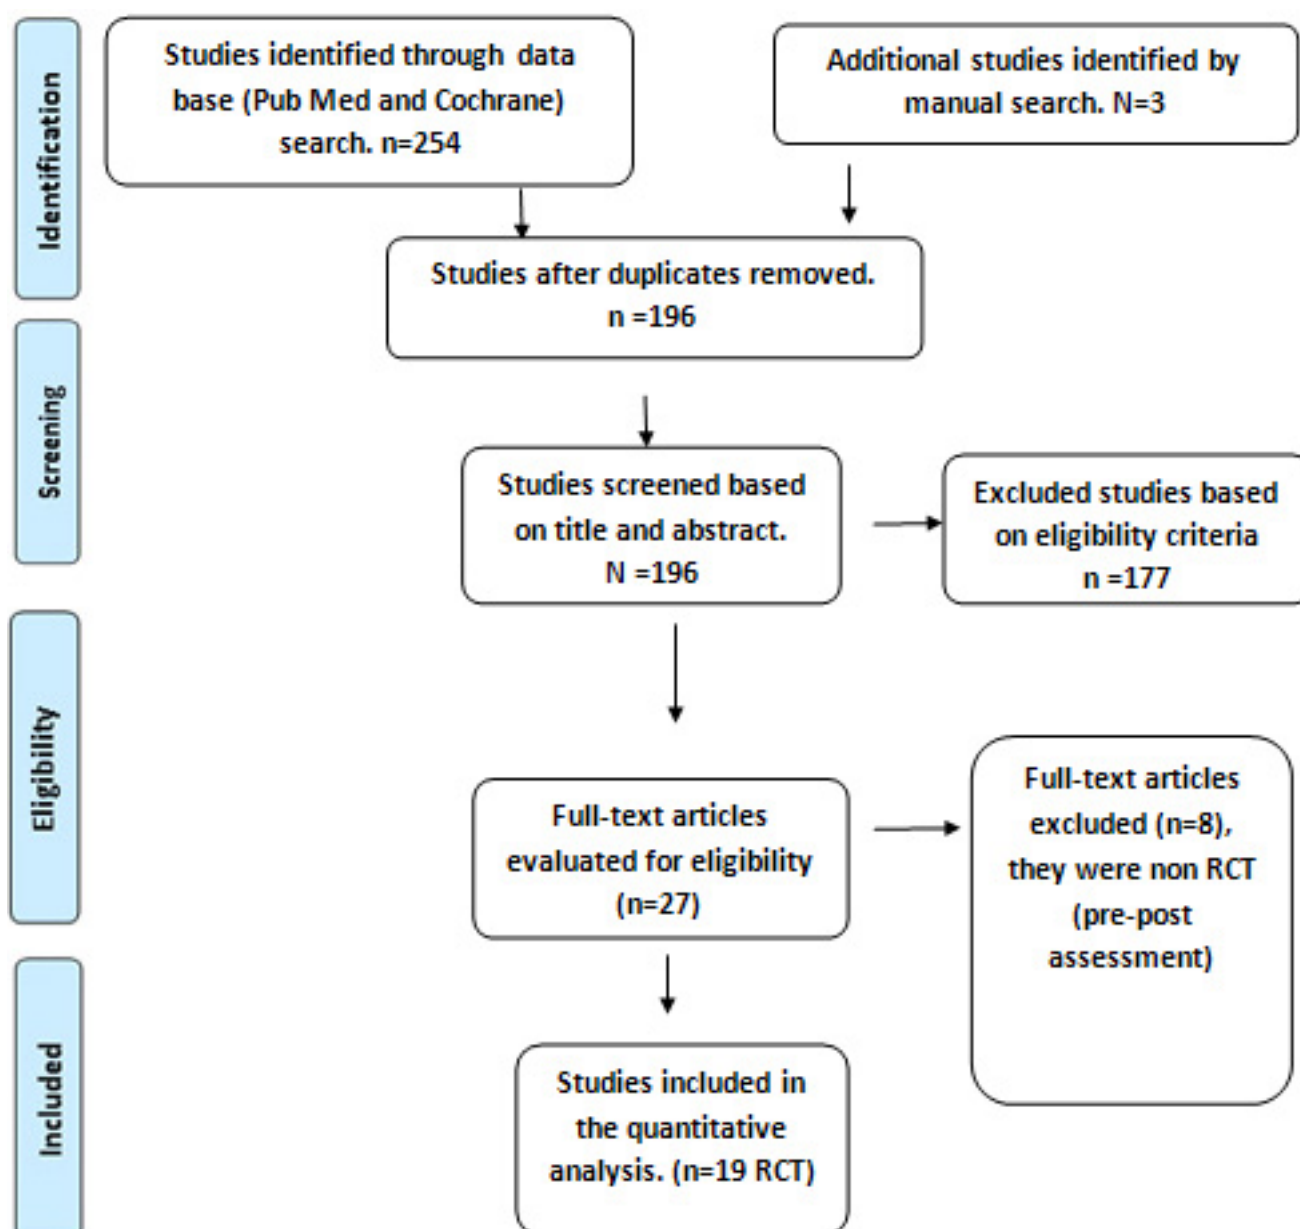 Identification
Studies identified through data
base (Pub Med and Cochrane)
search. n=254
Additional studies identified by
manual search. N=3
Studies after duplicates removed.
n =196
Screening
Studies screened based
on title and abstract.
N =196
Excluded studies based
on eligibility criteria
n =177
Eligibility
Full-text articles
evaluated for eligibility
(n=27)
Full-text articles
excluded (n=8),
they were non RCT
(pre-post
assessment)
Included
Studies included in
the quantitative
analysis. (n=19 RCT)